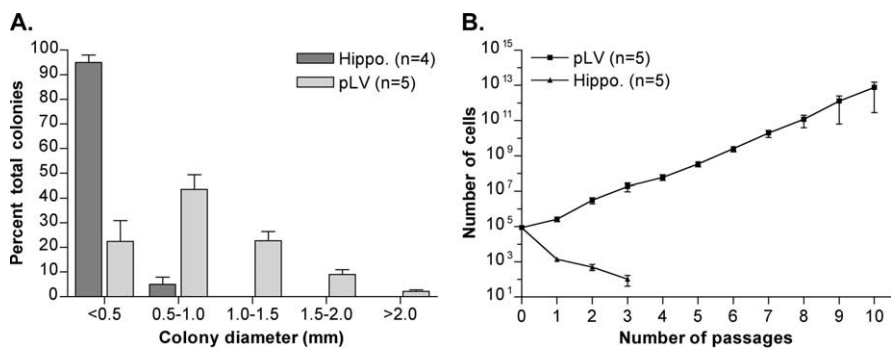 A.
Percent total colonies
100
90
80
70
60
50
40
30
20
10
0
Hippo. (n=4)
pLV (n=5)
<0.5 0.5-1.0 1.0-1.5 1.5-2.0 >2.0
Colony diameter (mm)
B.
Number of cells
10^15
10^13
10^11
10^9
10^7
10^5
10^3
10^1
pLV (n=5)
Hippo. (n=5)
0 1 2 3 4 5 6 7 8 9 10
Number of passages